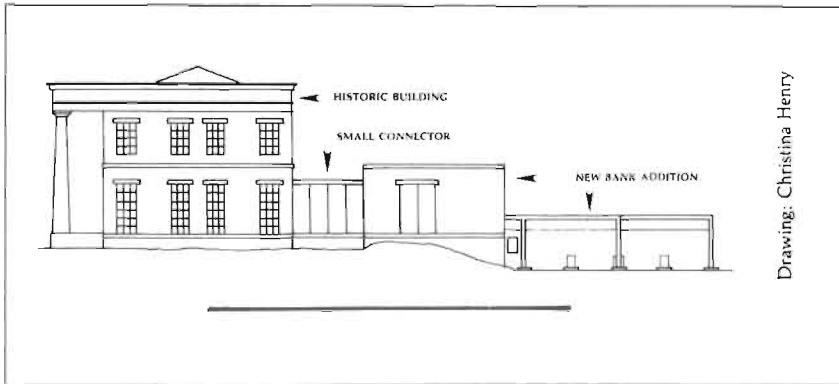 HISTORIC BUILDING
SMALL CONNECTOR
NEW BANK ADDITION
Drawing: Christina Henry